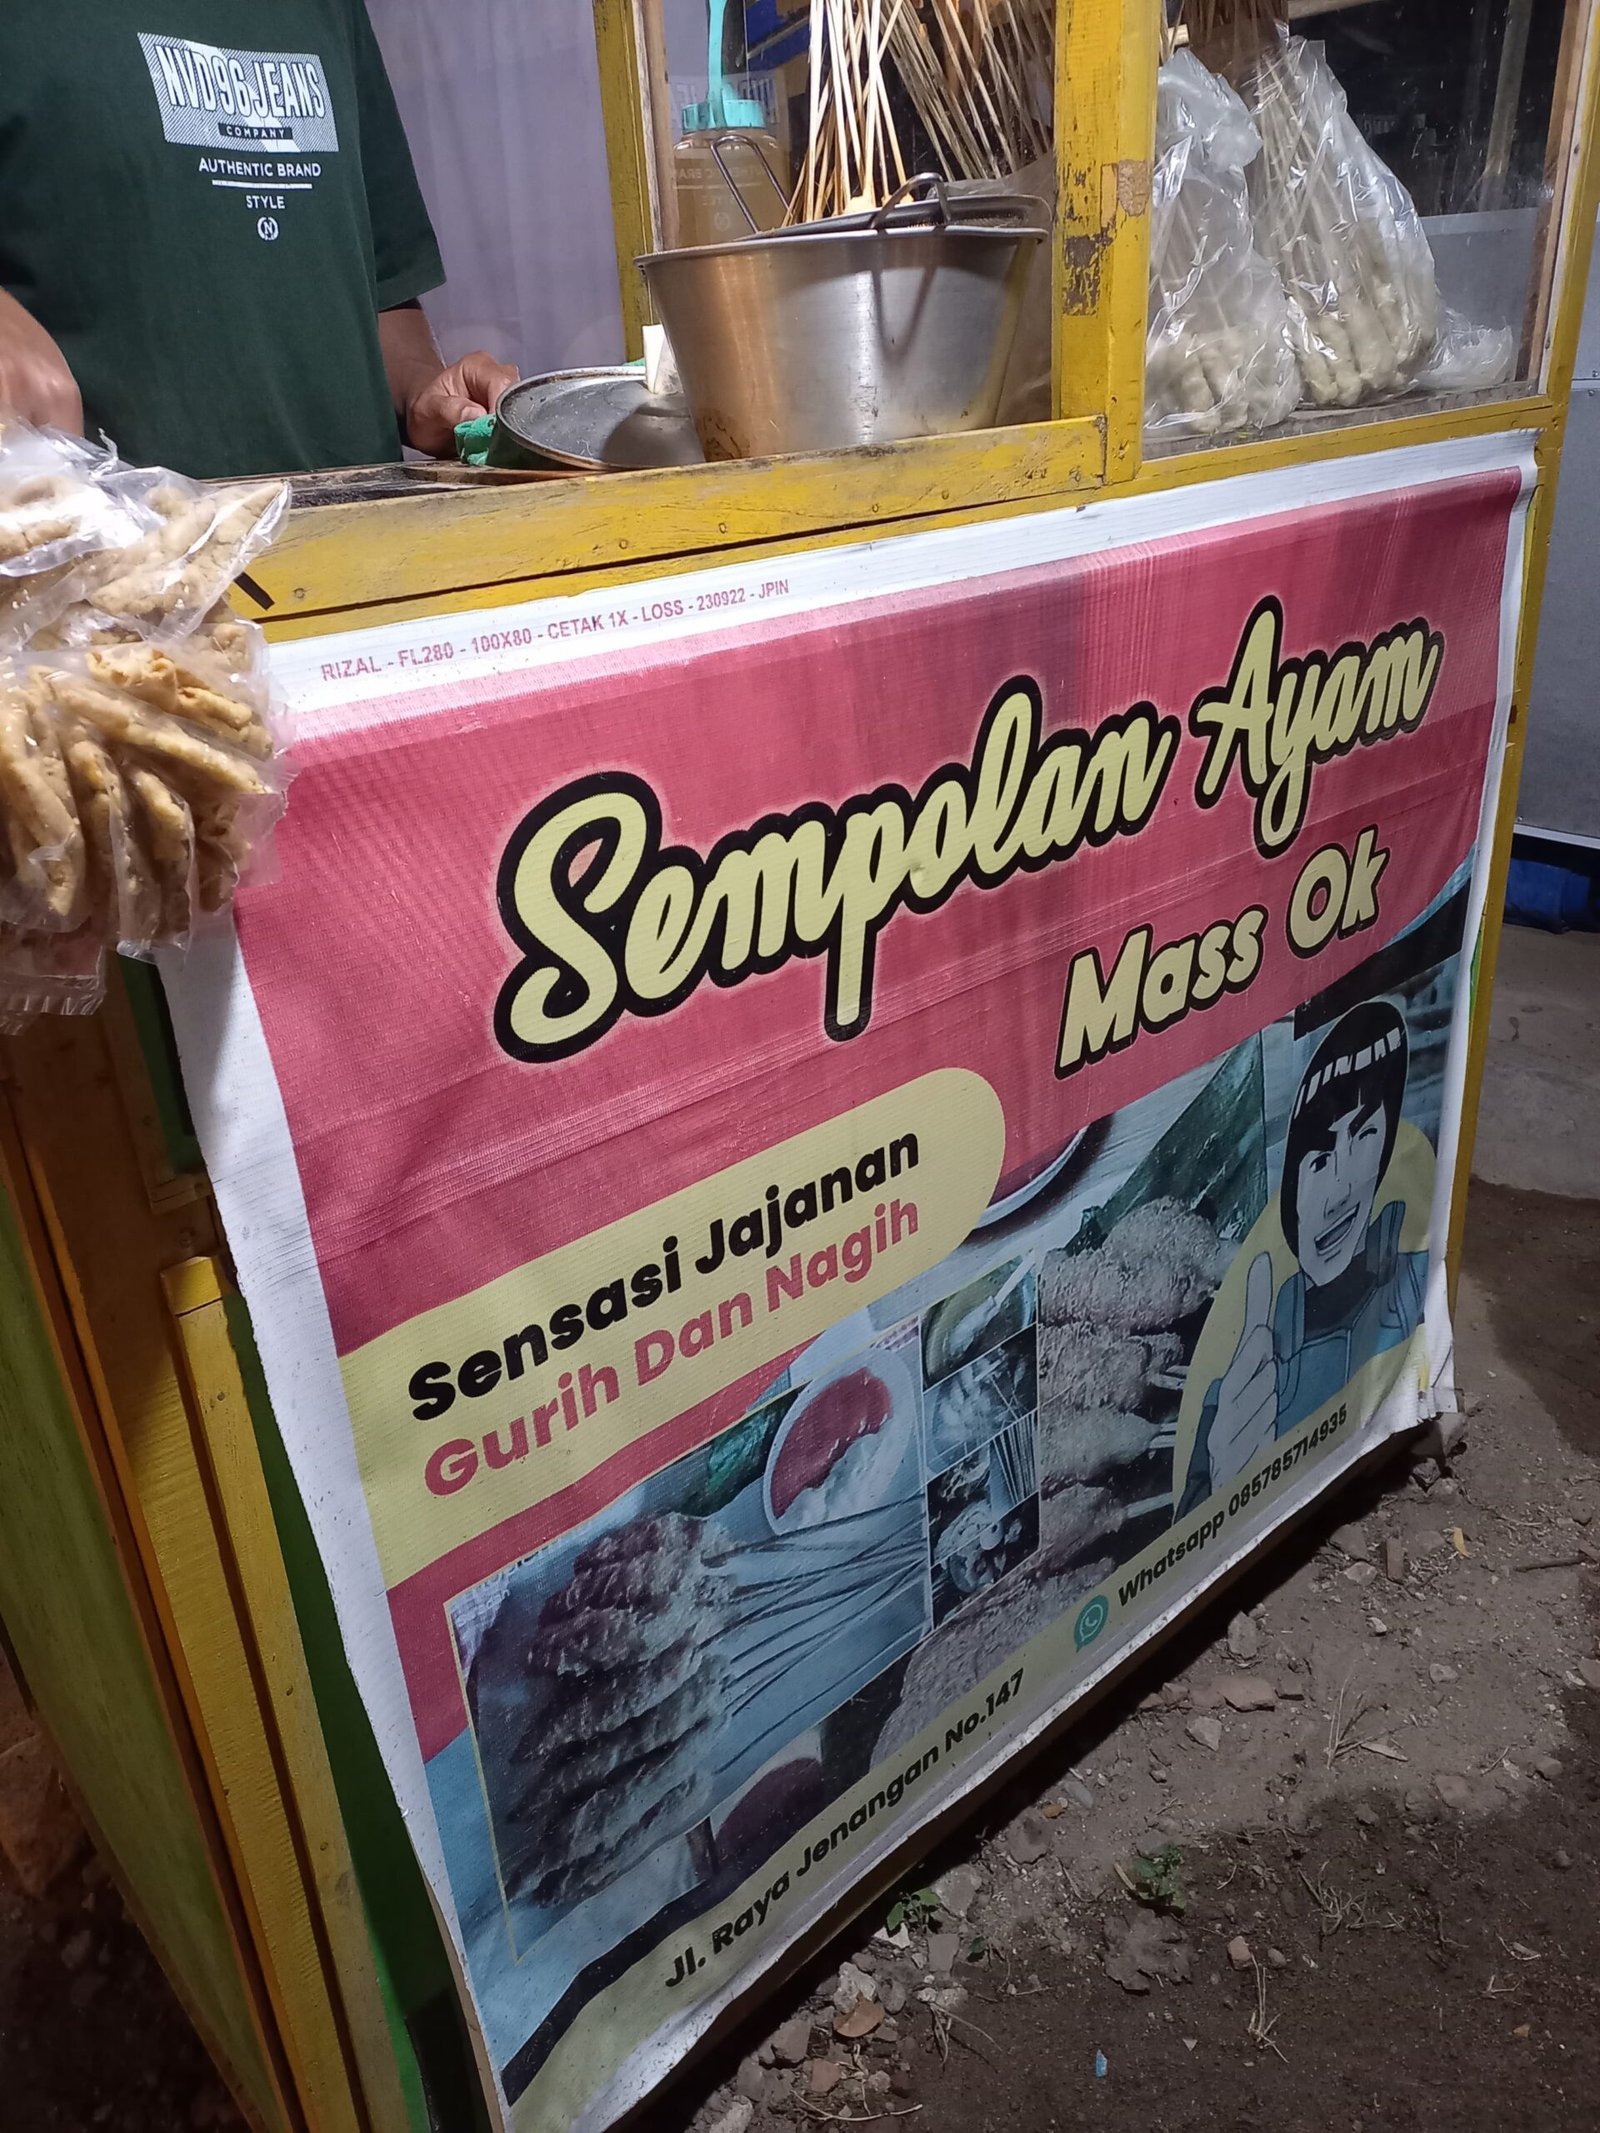 NVD96JEANS
COMPANY
AUTHENTIC BRAND
STYLE
N
RIZAL - FL280 - 100X80 - CETAK 1X - LOSS - 230922 - JPIN
Sempolan Ayam
Mass Ok
Sensasi Jajanan
Gurih Dan Nagih
Whatsapp 085785714935
Jl. Raya Jenangan No.147